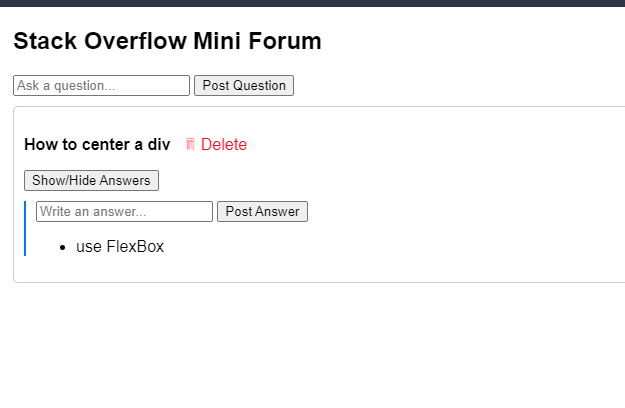 Stack Overflow Mini Forum
Ask a question... Post Question
How to center a div Delete
Show/Hide Answers
Write an answer... Post Answer
use FlexBox